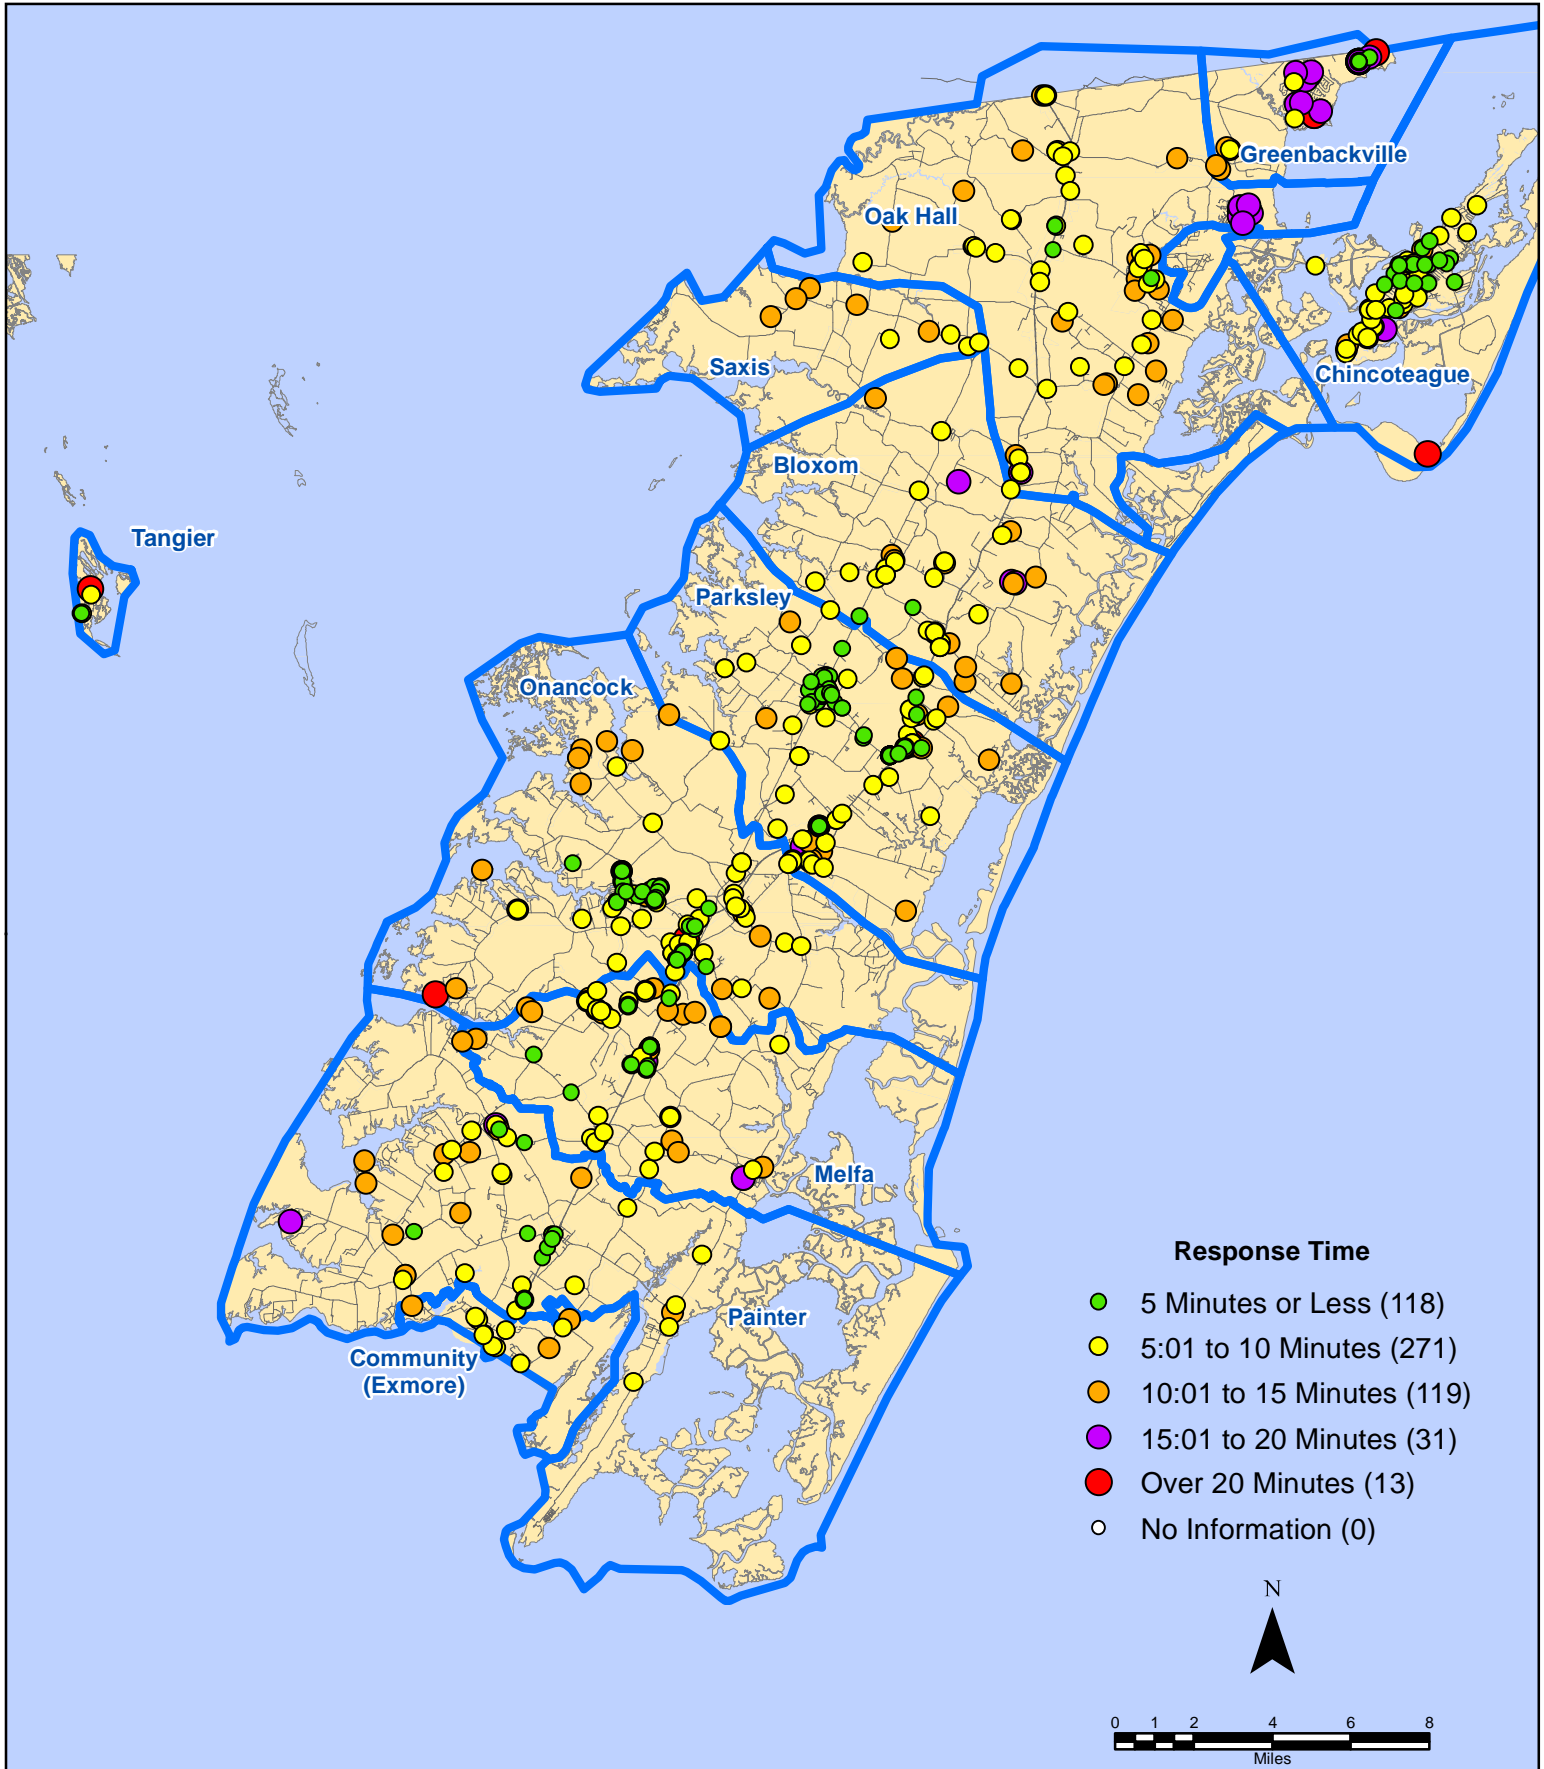 Greenbackville
Oak Hall
Saxis
Chincoteague
Bloxom
Tangier
Parksley
Onancock
Melfa
Painter
Community
(Exmore)
Response Time
5 Minutes or Less (118)
5:01 to 10 Minutes (271)
10:01 to 15 Minutes (119)
15:01 to 20 Minutes (31)
Over 20 Minutes (13)
No Information (0)
N
0 1 2 4 6 8
Miles